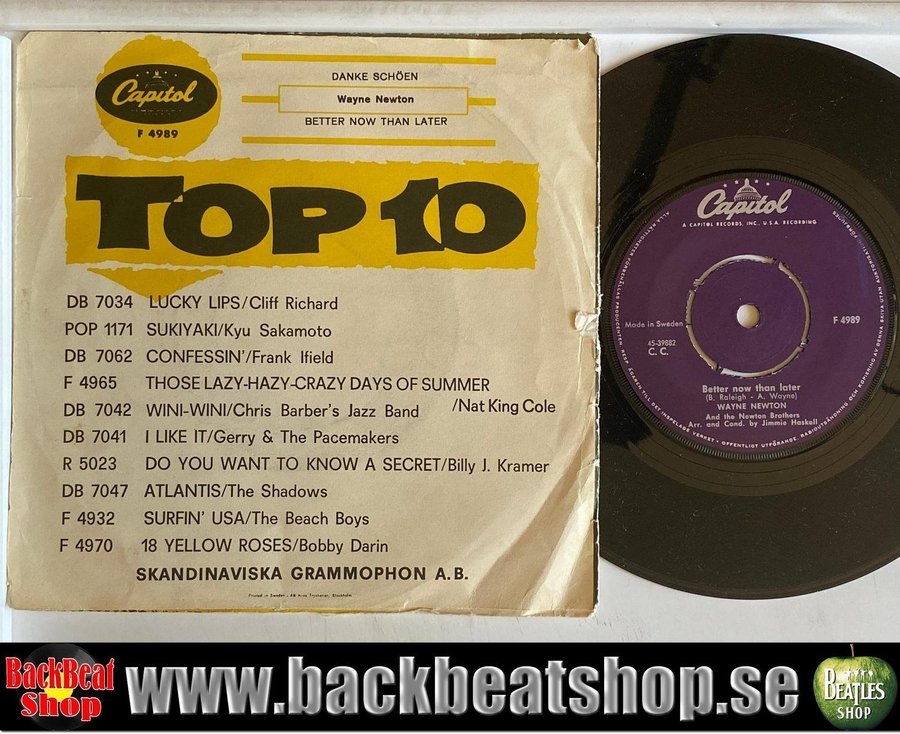 Capitol
F 4989
DANKE SCHÖEN
Wayne Newton
BETTER NOW THAN LATER
TOP 10
DB 7034 LUCKY LIPS/Cliff Richard
POP 1171 SUKIYAKI/Kyu Sakamoto
DB 7062 CONFESSIN'/Frank Ifield
F 4965 THOSE LAZY-HAZY-CRAZY DAYS OF SUMMER
/Nat King Cole
DB 7042 WINI-WINI/Chris Barber's Jazz Band
DB 7041 I LIKE IT/Gerry & The Pacemakers
R 5023 DO YOU WANT TO KNOW A SECRET/Billy J. Kramer
DB 7047 ATLANTIS/The Shadows
F 4932 SURFIN' USA/The Beach Boys
F 4970 18 YELLOW ROSES/Bobby Darin
SKANDINAVISKA GRAMMOPHON A.B.
Printed in Sweden
Stockholm
Capitol
A CAPITOL RECORDS, INC., U.S.A. RECORDING
Made in Sweden
F 4989
45-39882
C. C.
Better now than later
(B. Raleigh - A. Wayne)
WAYNE NEWTON
And the Newton Brothers
Arr. and Cond. by Jimmie Haskell
BackBeat
Shop
www.backbeatshop.se
BEATLES
SHOP